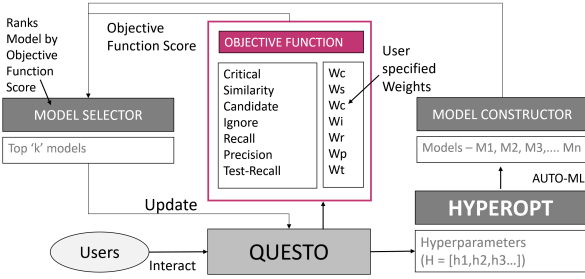 Ranks
Model by
Objective
Function
Score
Objective
Function Score
MODEL SELECTOR
Top ‘k’ models
OBJECTIVE FUNCTION
Critical
Similarity
Candidate
Ignore
Recall
Precision
Test-Recall
Wc
Ws
Wc
Wi
Wr
Wp
Wt
User
specified
Weights
MODEL CONSTRUCTOR
Models – M1, M2, M3,.... Mn
AUTO-ML
HYPEROPT
Hyperparameters
(H = [h1,h2,h3...])
Update
Users
Interact
QUESTO